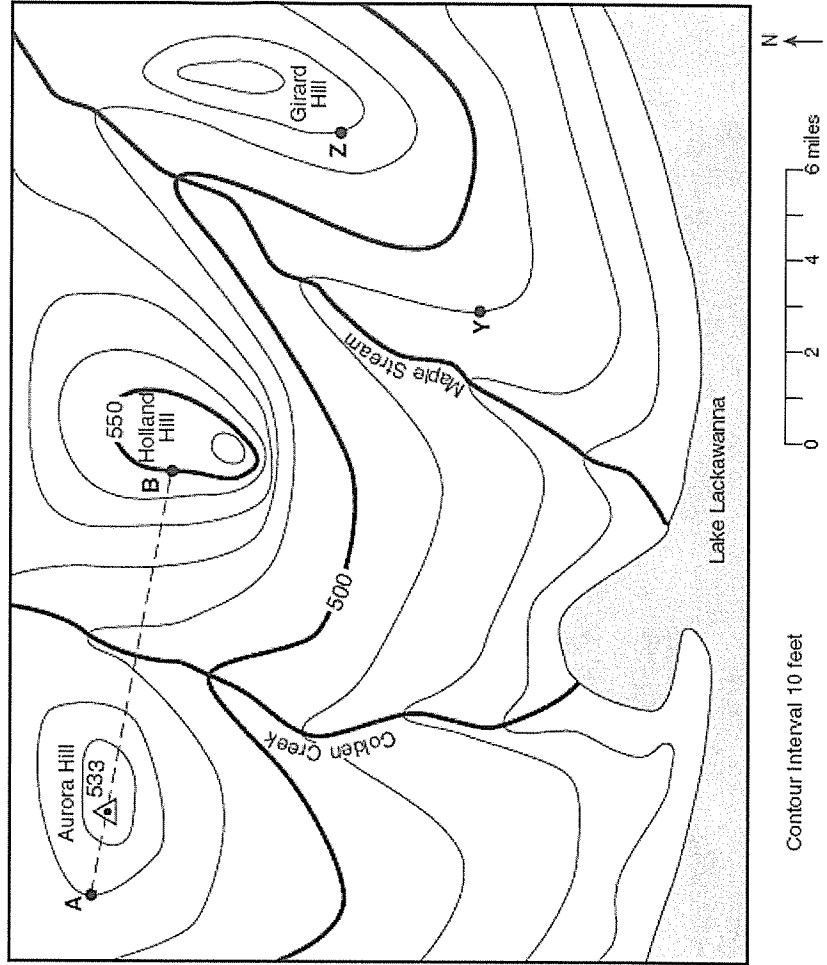 Aurora Hill
533
A
B
550
Holland
Hill
Girard
Hill
Z
Y
500
Colden Creek
Maple Stream
Lake Lackawanna
Contour Interval 10 feet
0
2
4
6 miles
N